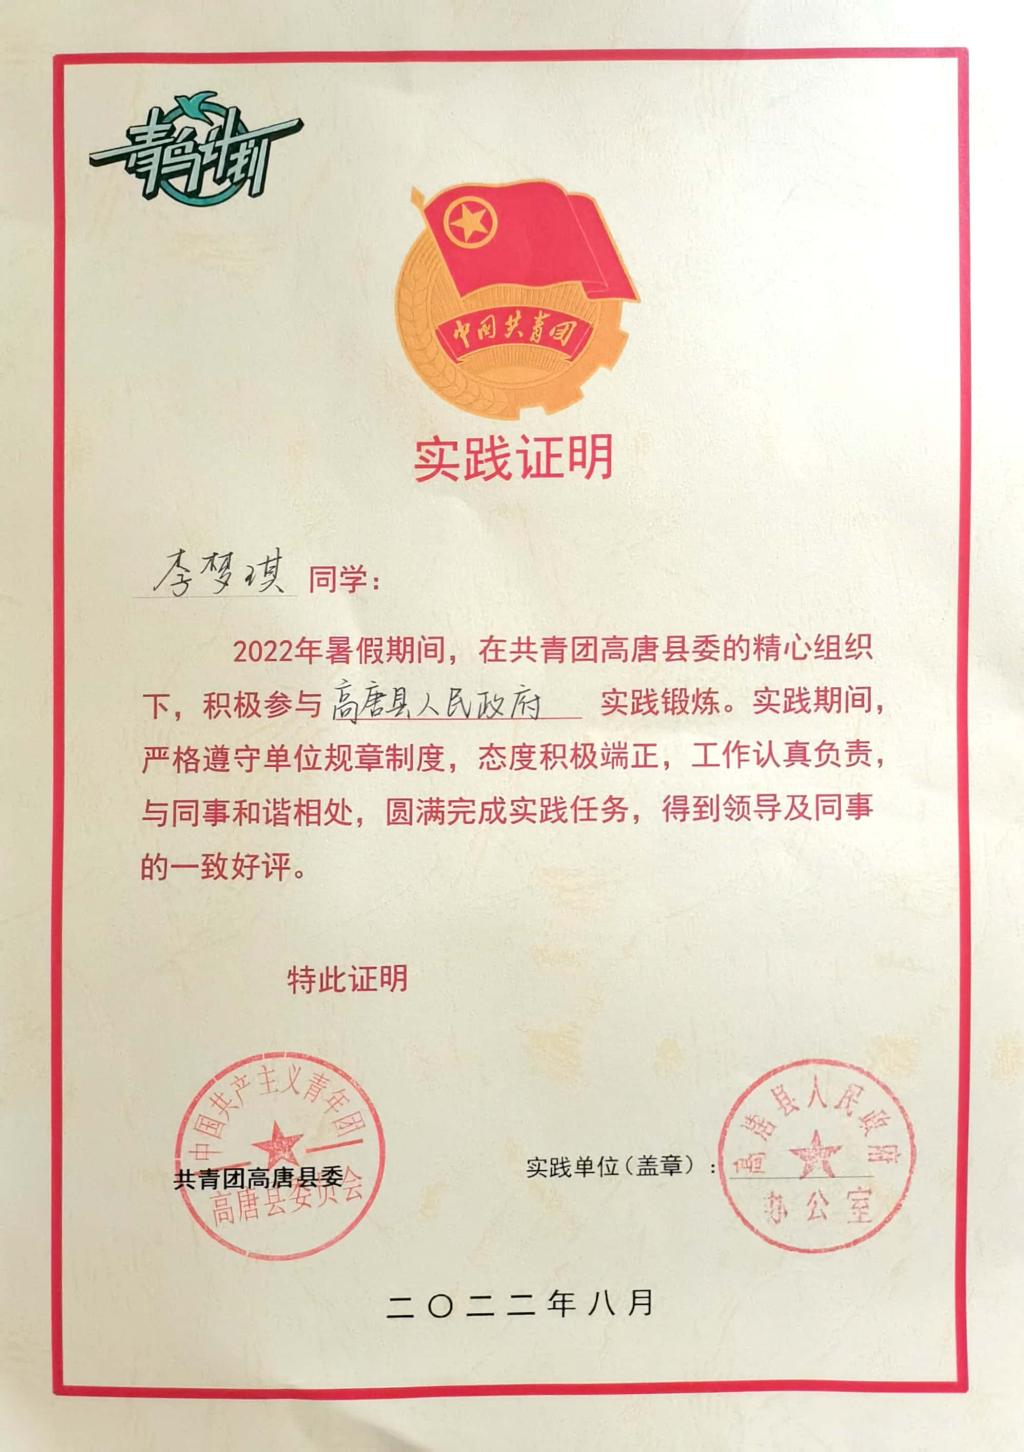 青鸟计划
中国共青团
实践证明
李梦琪 同学：
2022年暑假期间，在共青团高唐县委的精心组织
下，积极参与高唐县人民政府 实践锻炼。实践期间，
严格遵守单位规章制度，态度积极端正，工作认真负责，
与同事和谐相处，圆满完成实践任务，得到领导及同事
的一致好评。
特此证明
中国共产主义青年团
高唐县委员会
共青团高唐县委
实践单位（盖章）：
高唐县人民政府
办公室
二〇二二年八月